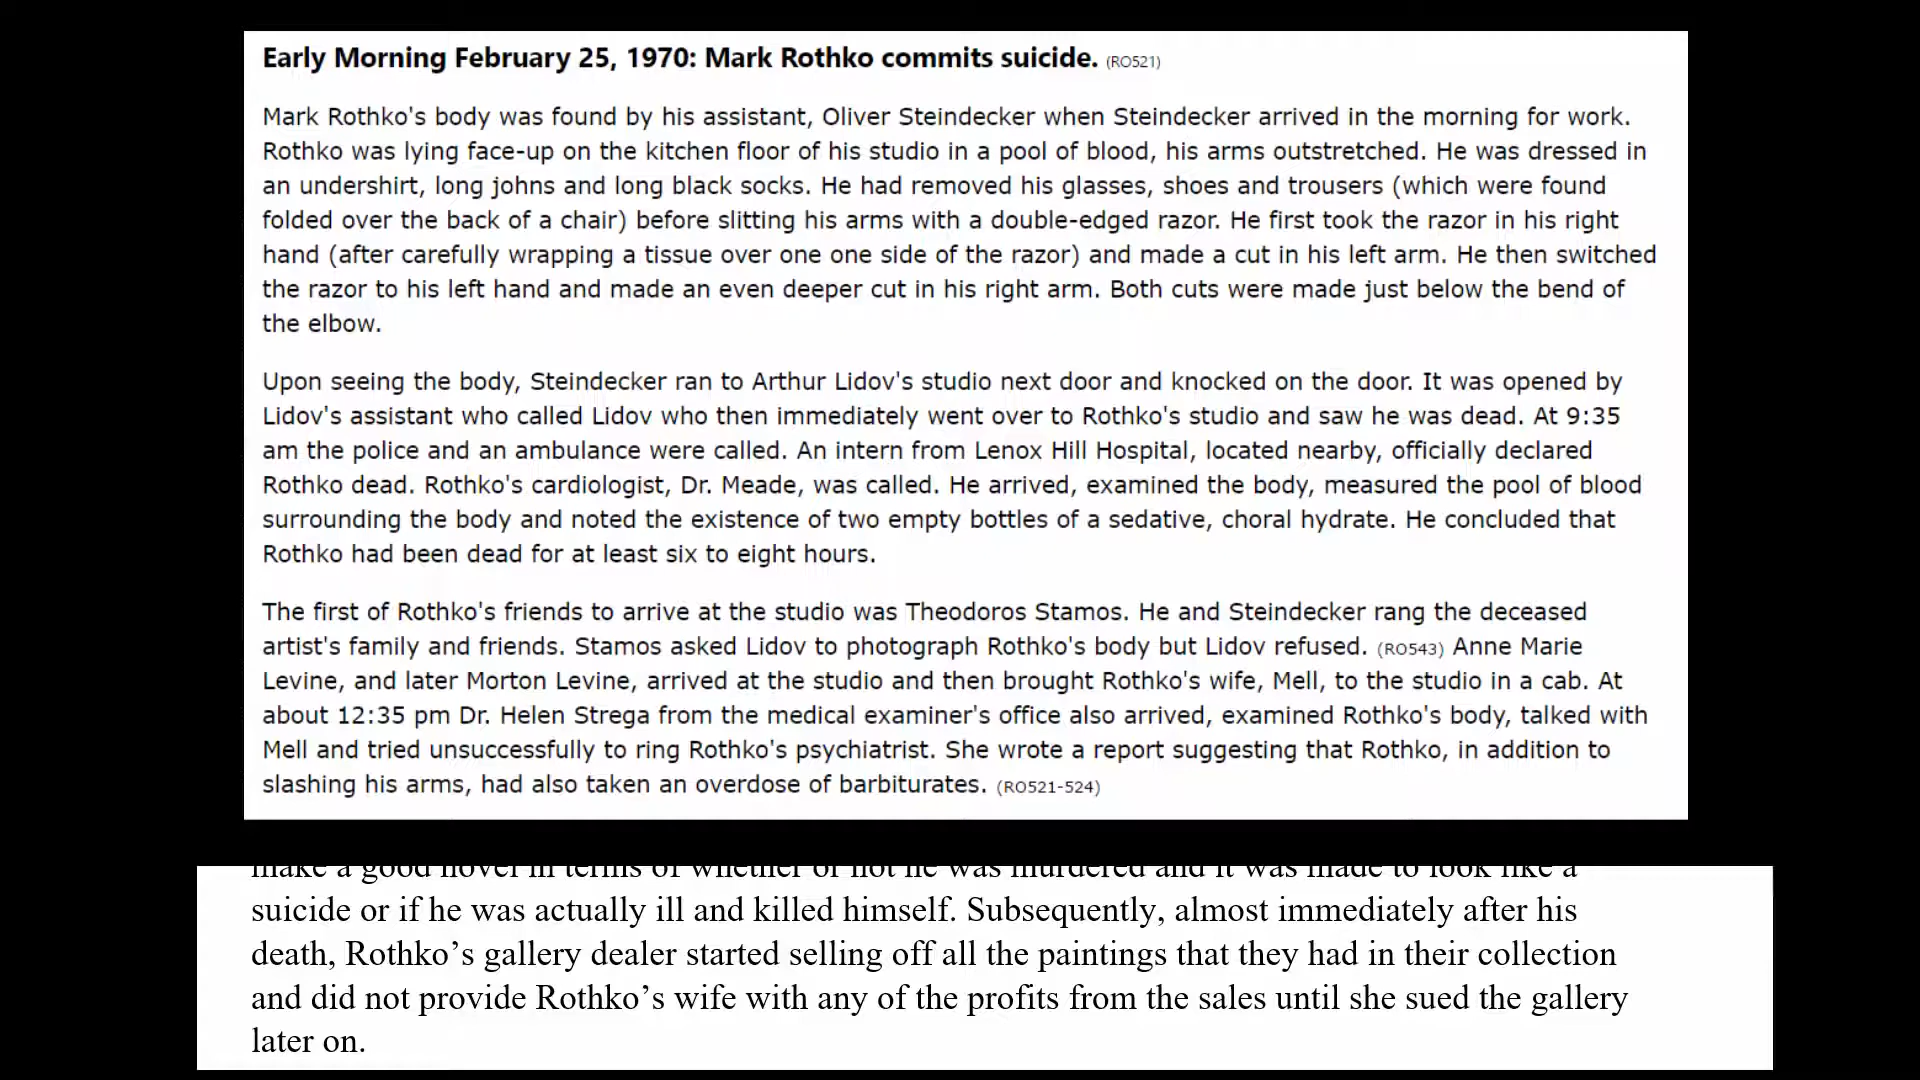 Early Morning February 25, 1970: Mark Rothko commits suicide. (RO521)
Mark Rothko's body was found by his assistant, Oliver Steindecker when Steindecker arrived in the morning for work.
Rothko was lying face-up on the kitchen floor of his studio in a pool of blood, his arms outstretched. He was dressed in
an undershirt, long johns and long black socks. He had removed his glasses, shoes and trousers (which were found
folded over the back of a chair) before slitting his arms with a double-edged razor. He first took the razor in his right
hand (after carefully wrapping a tissue over one one side of the razor) and made a cut in his left arm. He then switched
the razor to his left hand and made an even deeper cut in his right arm. Both cuts were made just below the bend of
the elbow.
Upon seeing the body, Steindecker ran to Arthur Lidov's studio next door and knocked on the door. It was opened by
Lidov's assistant who called Lidov who then immediately went over to Rothko's studio and saw he was dead. At 9:35
am the police and an ambulance were called. An intern from Lenox Hill Hospital, located nearby, officially declared
Rothko dead. Rothko's cardiologist, Dr. Meade, was called. He arrived, examined the body, measured the pool of blood
surrounding the body and noted the existence of two empty bottles of a sedative, choral hydrate. He concluded that
Rothko had been dead for at least six to eight hours.
The first of Rothko's friends to arrive at the studio was Theodoros Stamos. He and Steindecker rang the deceased
artist's family and friends. Stamos asked Lidov to photograph Rothko's body but Lidov refused. (RO543) Anne Marie
Levine, and later Morton Levine, arrived at the studio and then brought Rothko's wife, Mell, to the studio in a cab. At
about 12:35 pm Dr. Helen Strega from the medical examiner's office also arrived, examined Rothko's body, talked with
Mell and tried unsuccessfully to ring Rothko's psychiatrist. She wrote a report suggesting that Rothko, in addition to
slashing his arms, had also taken an overdose of barbiturates. (RO521-524)
make a good novel in terms of whether or not he was murdered and it was made to look like a
suicide or if he was actually ill and killed himself. Subsequently, almost immediately after his
death, Rothko’s gallery dealer started selling off all the paintings that they had in their collection
and did not provide Rothko’s wife with any of the profits from the sales until she sued the gallery
later on.